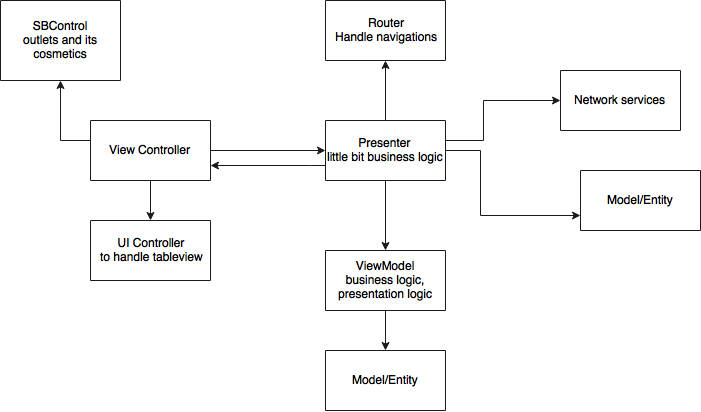 SBControl
outlets and its
cosmetics
Router
Handle navigations
Network services
View Controller
Presenter
little bit business logic
Model/Entity
UI Controller
to handle tableview
ViewModel
business logic,
presentation logic
Model/Entity